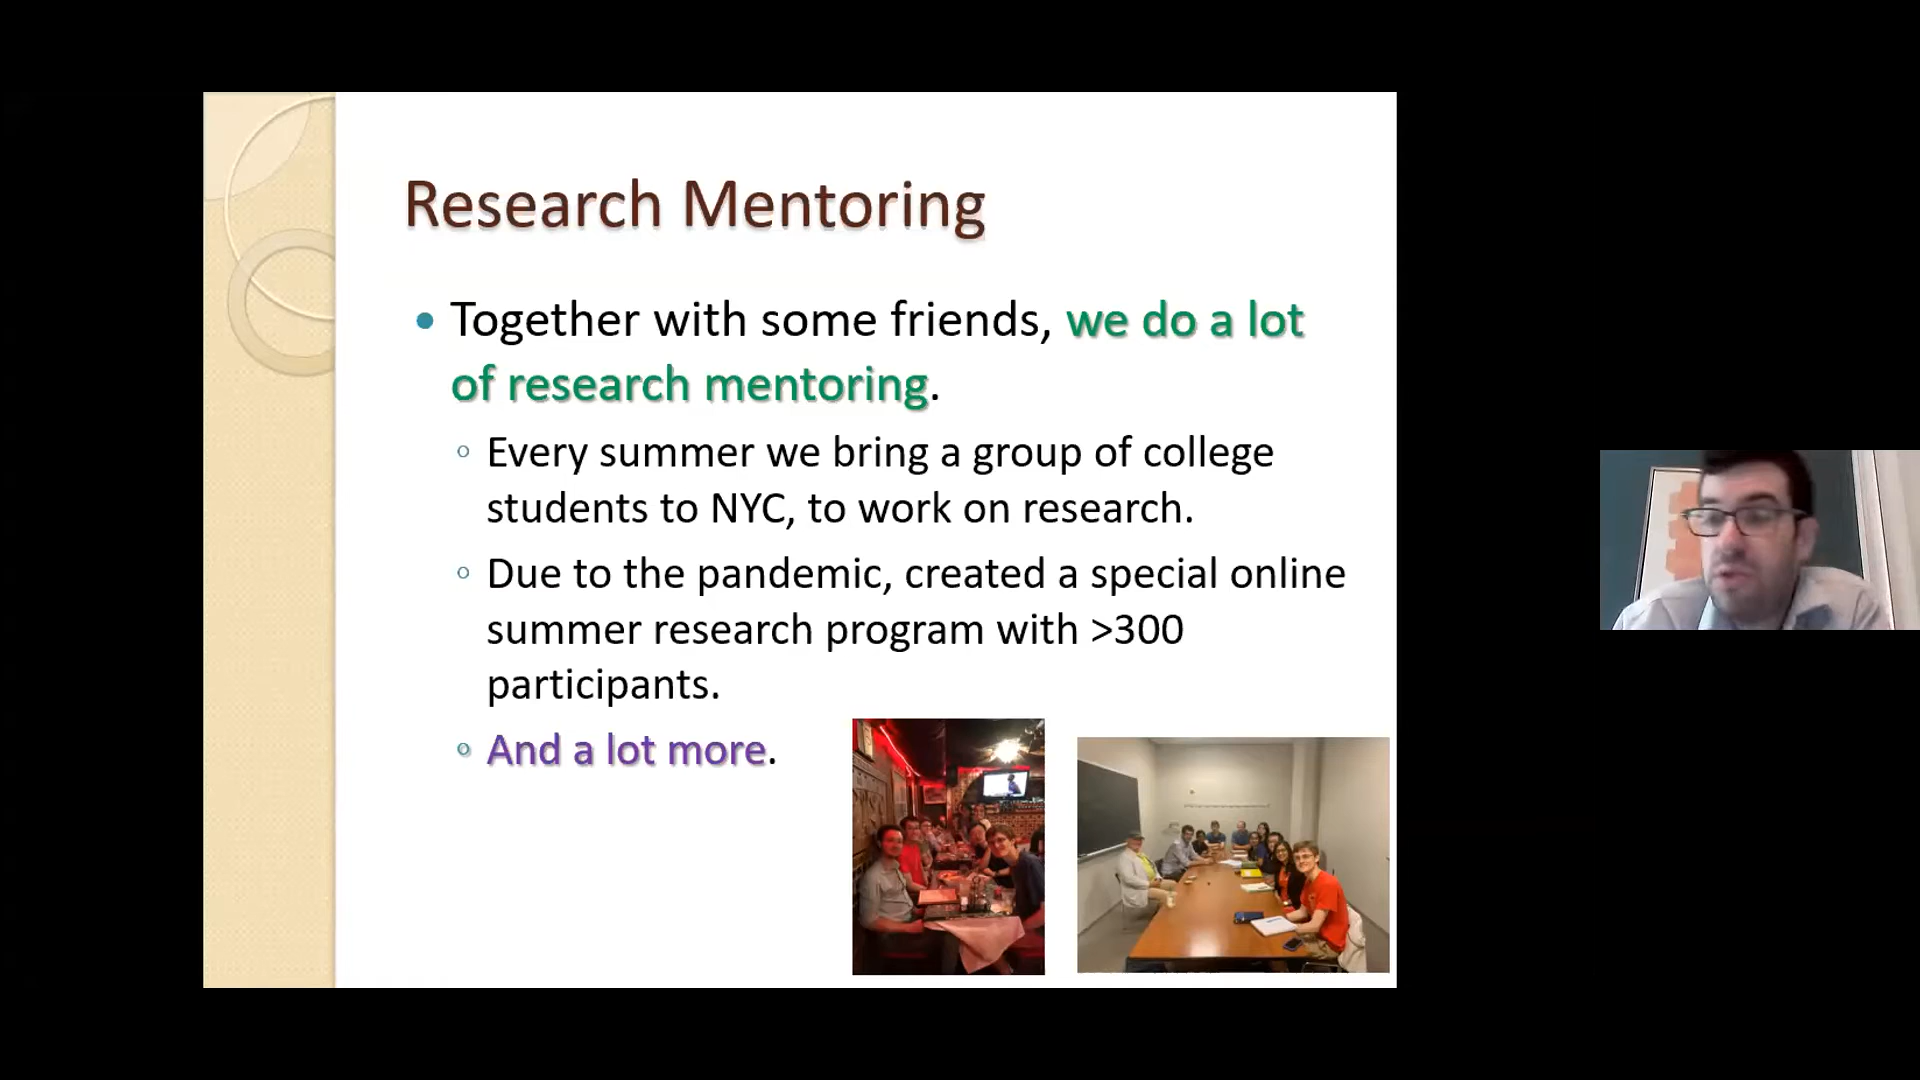 Research Mentoring
• Together with some friends, we do a lot
of research mentoring.
◦ Every summer we bring a group of college
students to NYC, to work on research.
◦ Due to the pandemic, created a special online
summer research program with >300
participants.
◦ And a lot more.